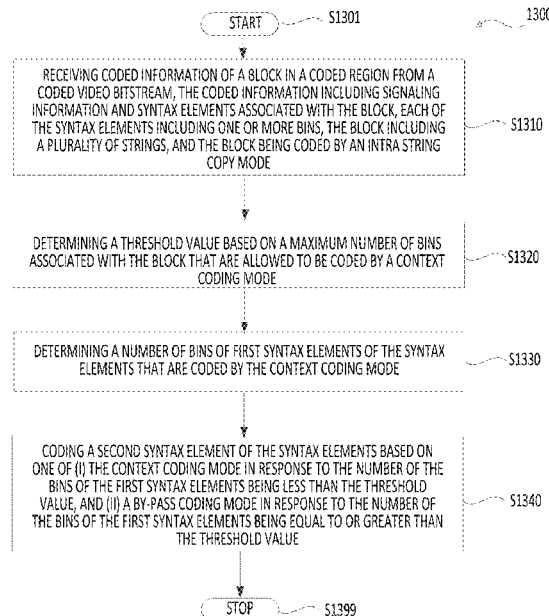 1300
START
S1301
RECEIVING CODED INFORMATION OF A BLOCK IN A CODED REGION FROM A
CODED VIDEO BITSTREAM, THE CODED INFORMATION INCLUDING SIGNALING
INFORMATION AND SYNTAX ELEMENTS ASSOCIATED WITH THE BLOCK, EACH OF
THE SYNTAX ELEMENTS INCLUDING ONE OR MORE BINS, THE BLOCK INCLUDING
A PLURALITY OF STRINGS, AND THE BLOCK BEING CODED BY AN INTRA STRING
COPY MODE
S1310
DETERMINING A THRESHOLD VALUE BASED ON A MAXIMUM NUMBER OF BINS
ASSOCIATED WITH THE BLOCK THAT ARE ALLOWED TO BE CODED BY A CONTEXT
CODING MODE
S1320
DETERMINING A NUMBER OF BINS OF FIRST SYNTAX ELEMENTS OF THE SYNTAX
ELEMENTS THAT ARE CODED BY THE CONTEXT CODING MODE
S1330
CODING A SECOND SYNTAX ELEMENT OF THE SYNTAX ELEMENTS BASED ON
ONE OF (I) THE CONTEXT CODING MODE IN RESPONSE TO THE NUMBER OF THE
BINS OF THE FIRST SYNTAX ELEMENTS BEING LESS THAN THE THRESHOLD
VALUE, AND (II) A BY-PASS CODING MODE IN RESPONSE TO THE NUMBER OF
THE BINS OF THE FIRST SYNTAX ELEMENTS BEING EQUAL TO OR GREATER THAN
THE THRESHOLD VALUE
S1340
STOP
S1399